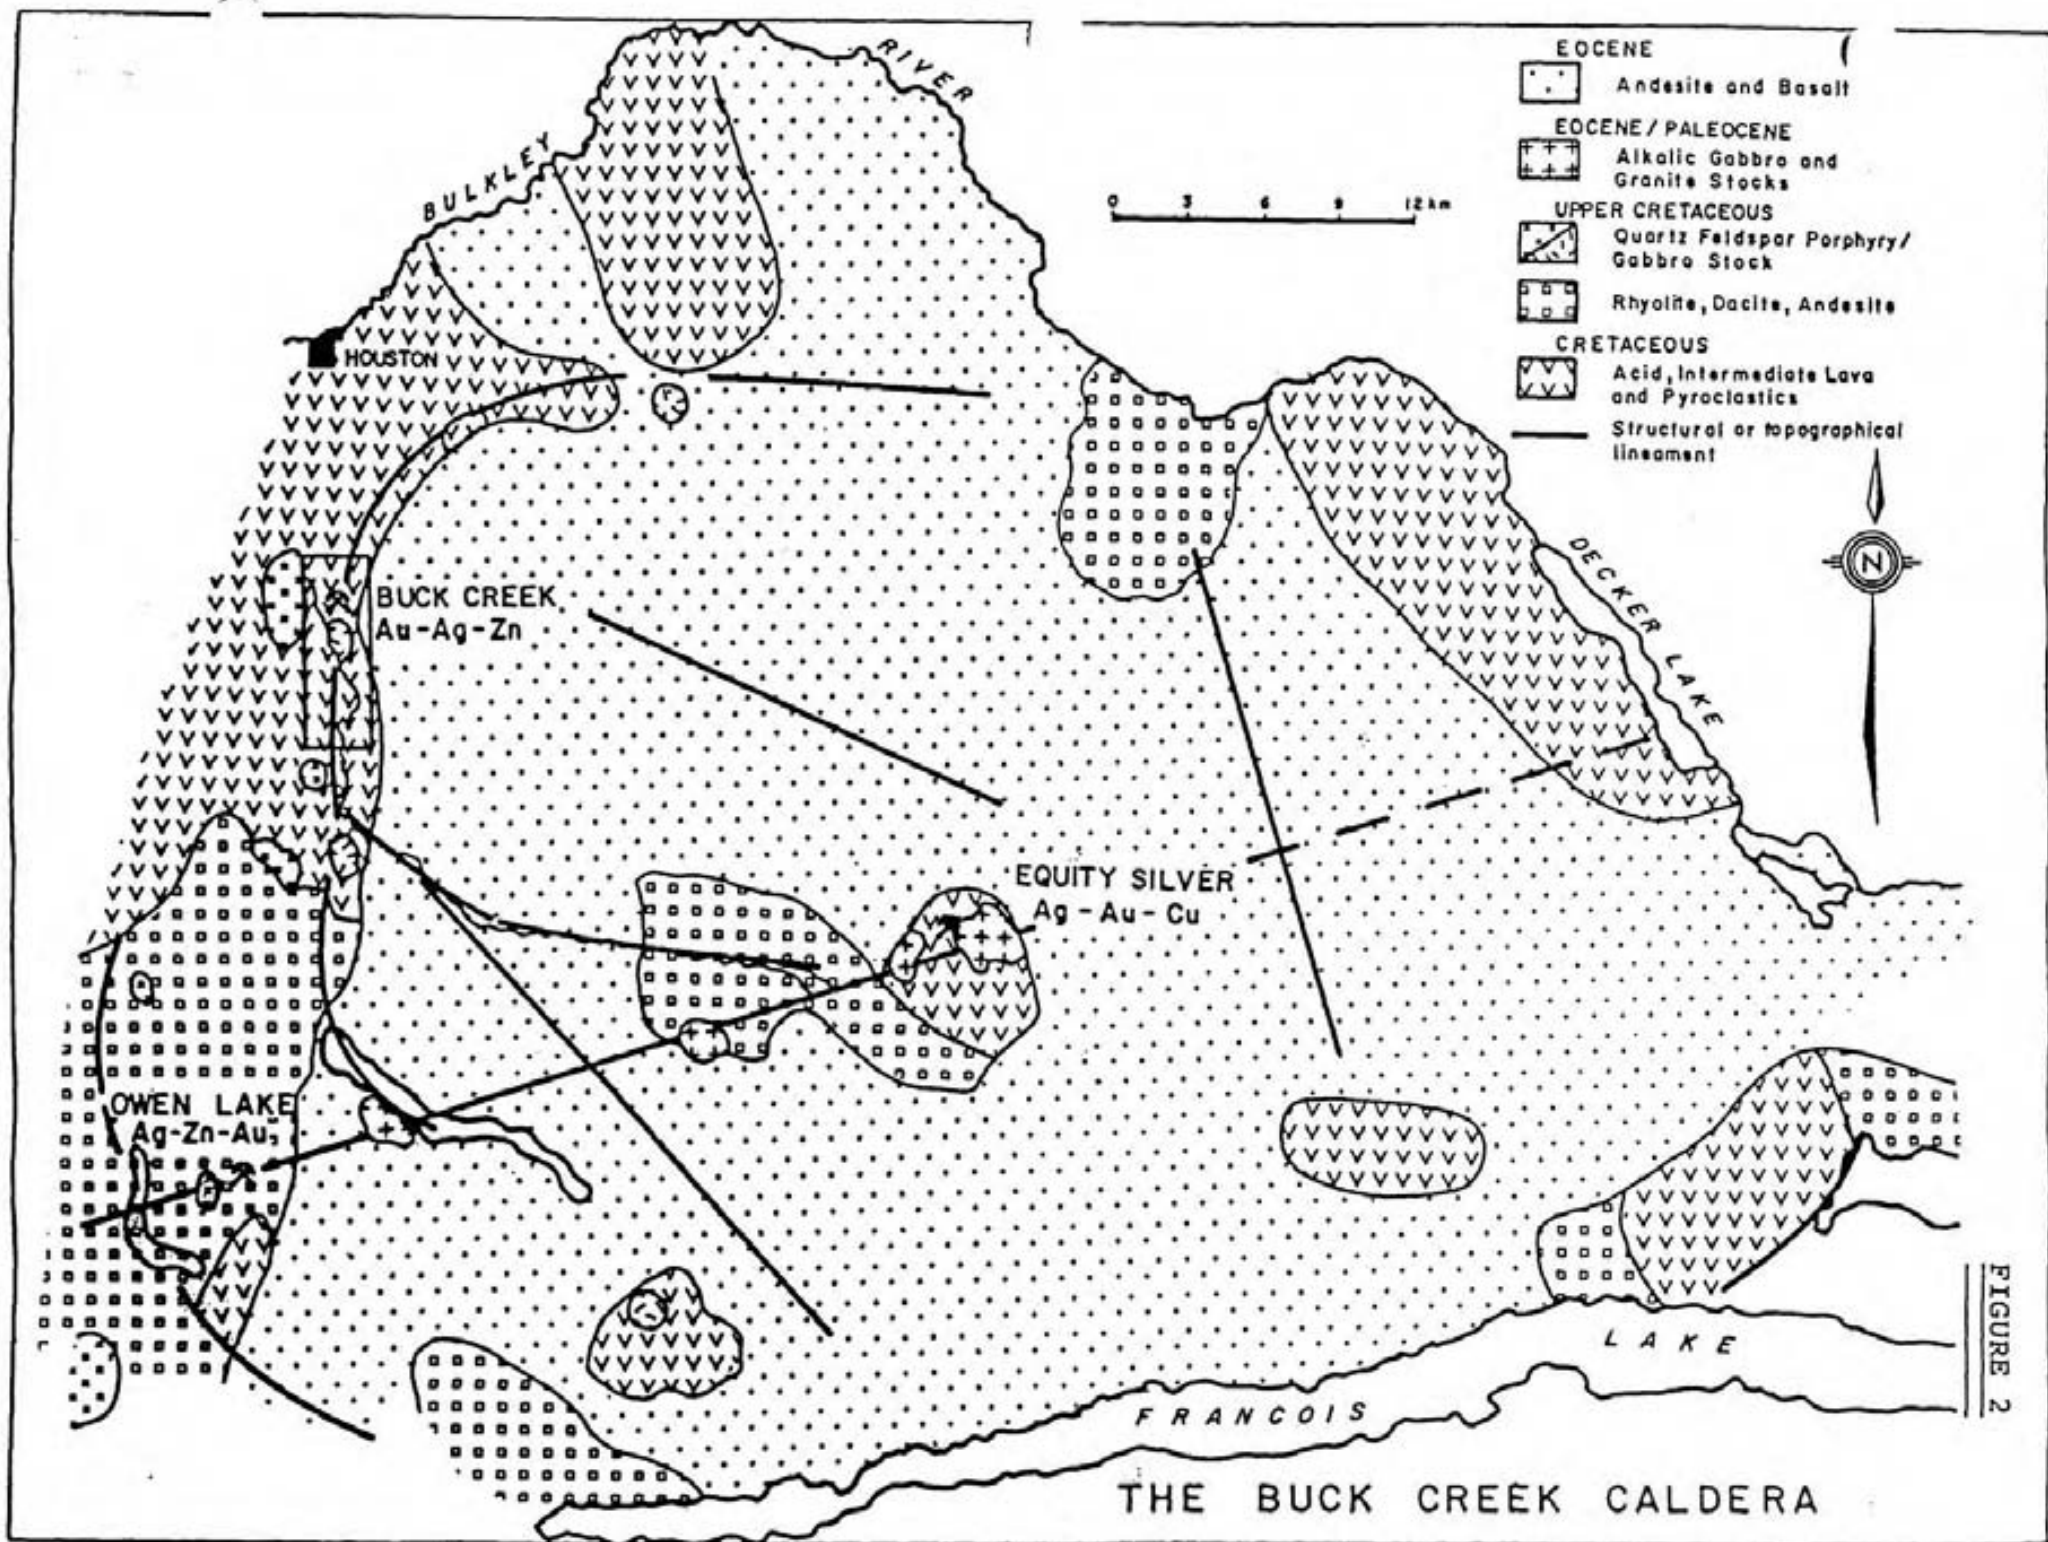 BULKLEY
RIVER
EOCENE
Andesite and Basalt
EOCENE / PALEOCENE
Alkalic Gabbro and
Granite Stocks
UPPER CRETACEOUS
Quartz Feldspar Porphyry/
Gabbro Stock
Rhyolite, Dacite, Andesite
CRETACEOUS
Acid, Intermediate Lava
and Pyroclastics
Structural or topographical
lineament
0 3 6 9 12 km
N
HOUSTON
DECKER LAKE
BUCK CREEK
Au-Ag-Zn
EQUITY SILVER
Ag-Au-Cu
OWEN LAKE
Ag-Zn-Au
FRANCOIS LAKE
FIGURE 2
THE BUCK CREEK CALDERA